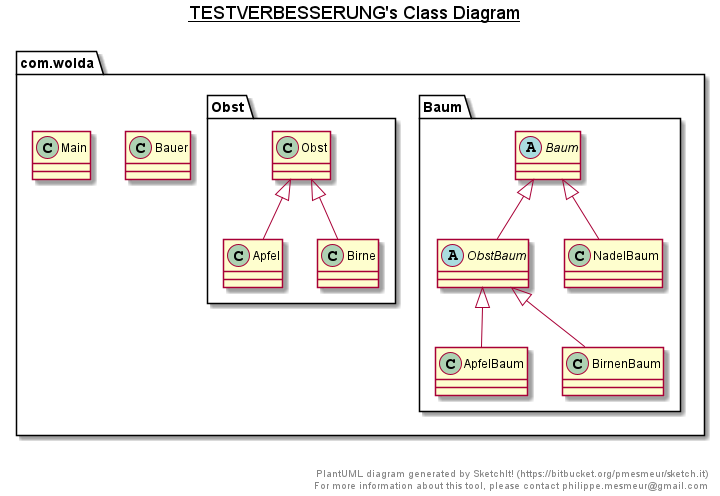 TESTVERBESSERUNG's Class Diagram
com.wolda
Obst
Baum
C Main
C Bauer
C Obst
A Baum
C Apfel
C Birne
A ObstBaum
C NadelBaum
C ApfelBaum
C BirnenBaum
PlantUML diagram generated by SketchIt! (https://bitbucket.org/pmesmeur/sketch.it)
For more information about this tool, please contact philippe.mesmeur@gmail.com